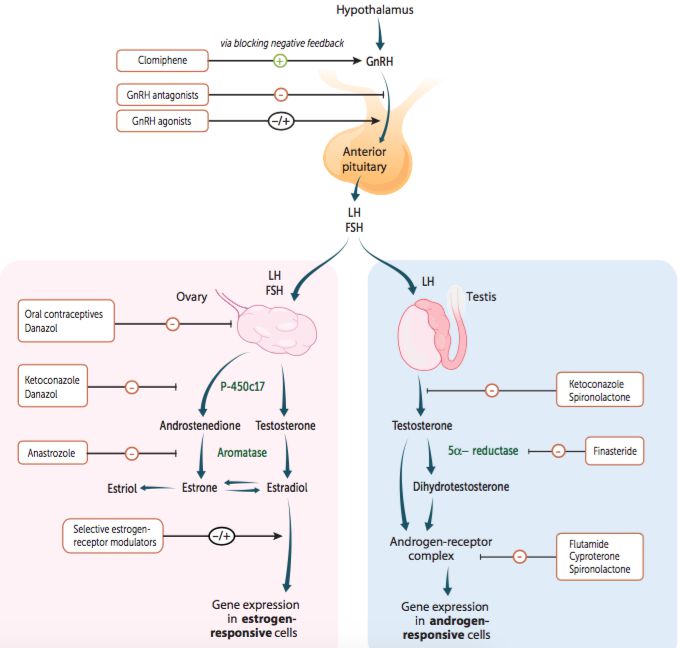 Hypothalamus
via blocking negative feedback
Clomiphene
+
GnRH
GnRH antagonists
-
GnRH agonists
-/+
Anterior
pituitary
LH
FSH
LH
FSH
Ovary
Oral contraceptives
Danazol
-
Ketoconazole
Danazol
-
P-450c17
Androstenedione
Testosterone
Anastrozole
-
Aromatase
Estriol
Estrone
Estradiol
Selective estrogen-
receptor modulators
-/+
Gene expression
in estrogen-
responsive cells
LH
Testis
-
Ketoconazole
Spironolactone
Testosterone
5α– reductase
-
Finasteride
Dihydrotestosterone
Androgen-receptor
complex
-
Flutamide
Cyproterone
Spironolactone
Gene expression
in androgen-
responsive cells